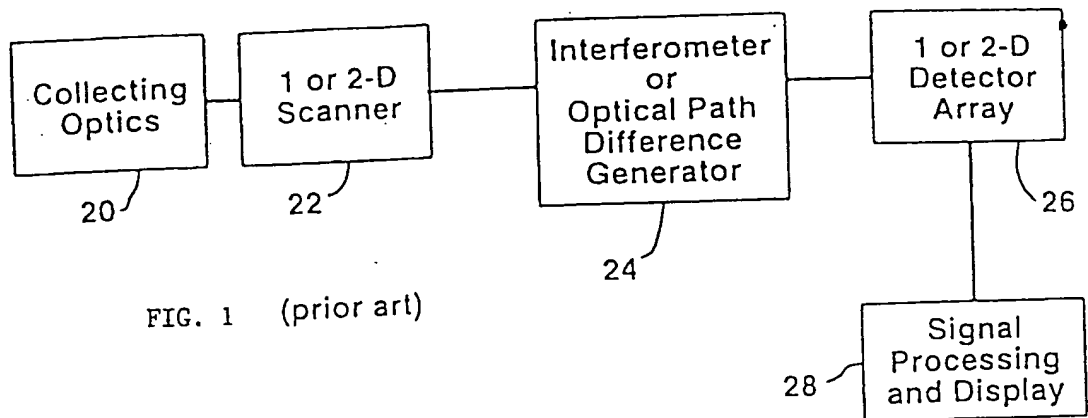 Collecting
Optics
20
1 or 2-D
Scanner
22
Interferometer
or
Optical Path
Difference
Generator
24
1 or 2-D
Detector
Array
26
Signal
Processing
and Display
28
FIG. 1 (prior art)